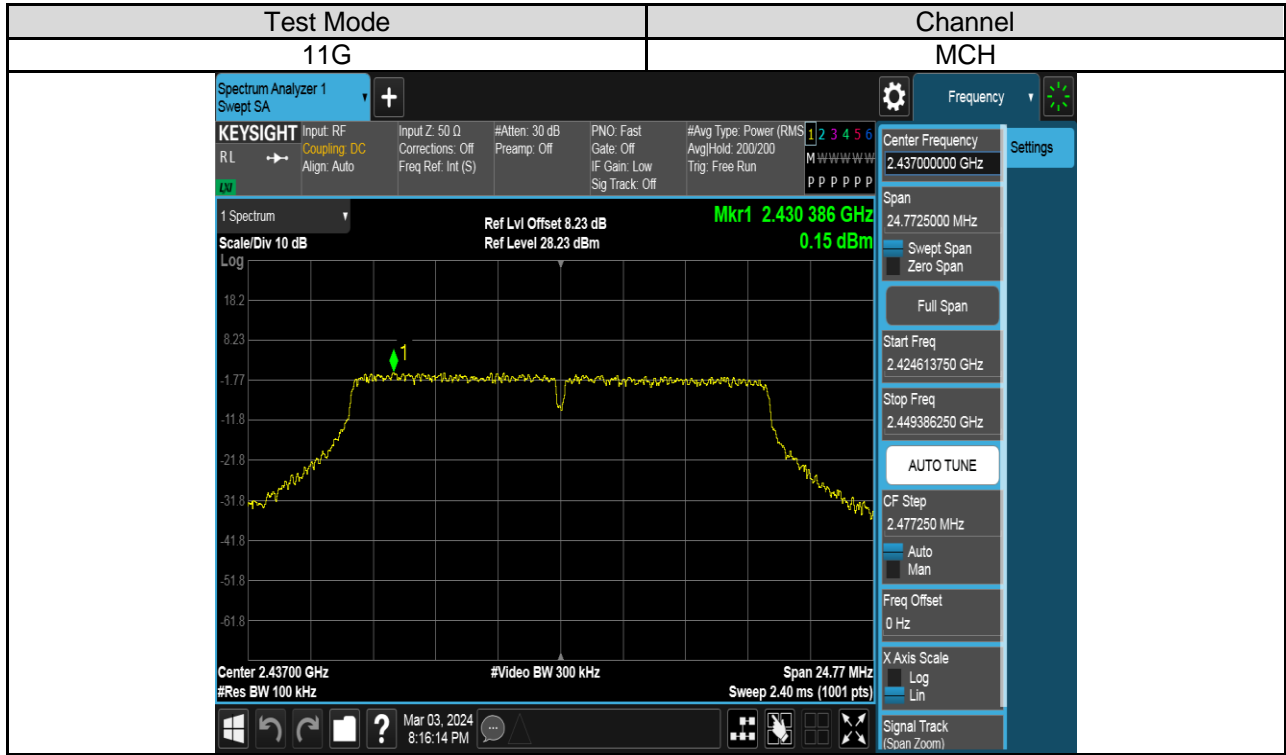 Test Mode Channel
11G MCH
Spectrum Analyzer 1
Swept SA
+
Frequency
KEYSIGHT Input: RF Input Z: 50 Ω #Atten: 30 dB PNO: Fast #Avg Type: Power (RMS 1 2 3 4 5 6
RL Coupling: DC Corrections: Off Preamp: Off Gate: Off Avg|Hold: 200/200 M W W W W W
Align: Auto Freq Ref: Int (S) IF Gain: Low Trig: Free Run
LXI Sig Track: Off P P P P P P
1 Spectrum Ref Lvl Offset 8.23 dB Mkr1 2.430 386 GHz
Scale/Div 10 dB Ref Level 28.23 dBm 0.15 dBm
Log
18.2
8.23
1
-1.77
-11.8
-21.8
-31.8
-41.8
-51.8
-61.8
Center 2.43700 GHz #Video BW 300 kHz Span 24.77 MHz
#Res BW 100 kHz Sweep 2.40 ms (1001 pts)
?
Mar 03, 2024
8:16:14 PM
Center Frequency
2.437000000 GHz
Settings
Span
24.7725000 MHz
Swept Span
Zero Span
Full Span
Start Freq
2.424613750 GHz
Stop Freq
2.449386250 GHz
AUTO TUNE
CF Step
2.477250 MHz
Auto
Man
Freq Offset
0 Hz
X Axis Scale
Log
Lin
Signal Track
(Span Zoom)